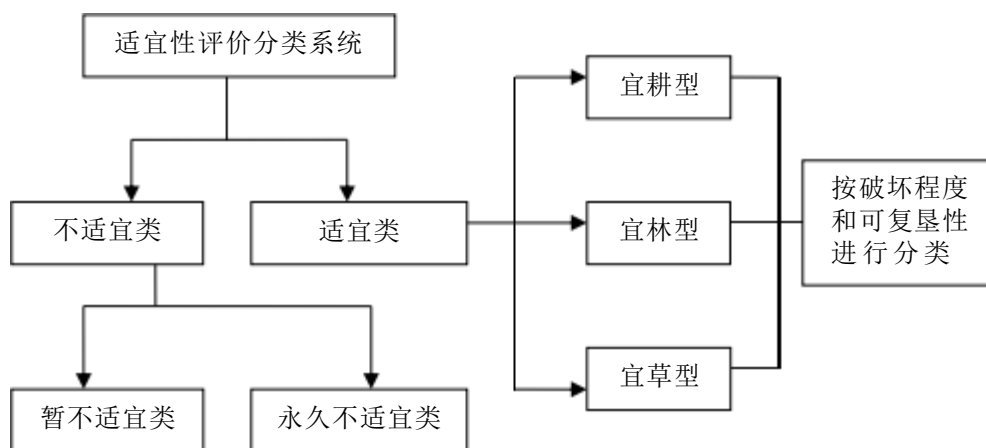 适宜性评价分类系统
宜耕型
不适宜类
适宜类
宜林型
按破坏程度
和可复垦性
进行分类
暂不适宜类
永久不适宜类
宜草型